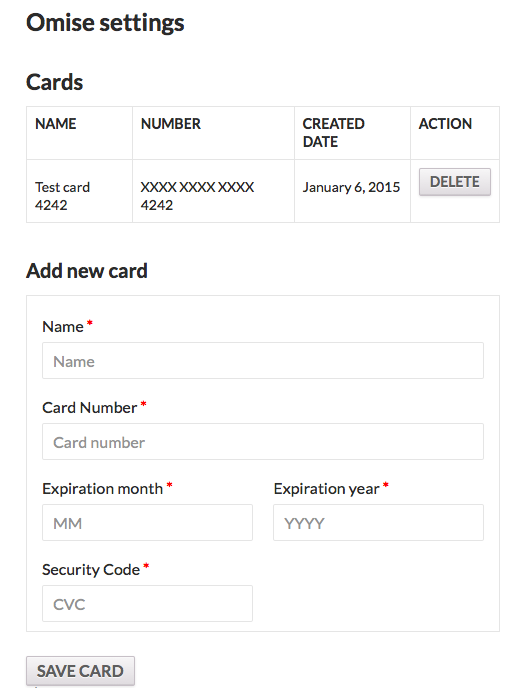 Omise settings
Cards
NAME NUMBER CREATED DATE ACTION
Test card 4242 XXXX XXXX XXXX 4242 January 6, 2015 DELETE
Add new card
Name *
Name
Card Number *
Card number
Expiration month * Expiration year *
MM YYYY
Security Code *
CVC
SAVE CARD